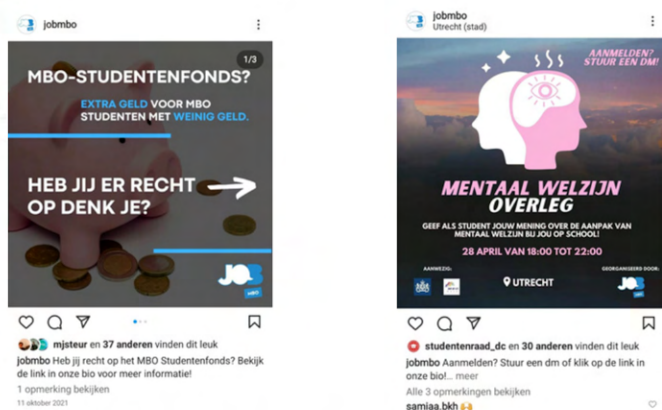 jobmbo
1/3
MBO-STUDENTENFONDS?
EXTRA GELD VOOR MBO
STUDENTEN MET WEINIG GELD.
HEB JIJ ER RECHT
OP DENK JE?
JOB
MBO
mjsteur en 37 anderen vinden dit leuk
jobmbo Heb jij recht op het MBO Studentenfonds? Bekijk
de link in onze bio voor meer informatie!
1 opmerking bekijken
11 oktober 2021
jobmbo
Utrecht (stad)
AANMELDEN?
STUUR EEN DM!
MENTAAL WELZIJN
OVERLEG
GEEF ALS STUDENT JOUW MENING OVER DE AANPAK VAN
MENTAAL WELZIJN BIJ JOU OP SCHOOL!
28 APRIL VAN 18:00 TOT 22:00
AANWEZIG:
GEORGANISEERD DOOR:
UTRECHT
JOB
MBO
studentenraad_dc en 30 anderen vinden dit leuk
jobmbo Aanmelden? Stuur een dm of klik op de link in
onze bio!... meer
Alle 3 opmerkingen bekijken
samiaa.bkh